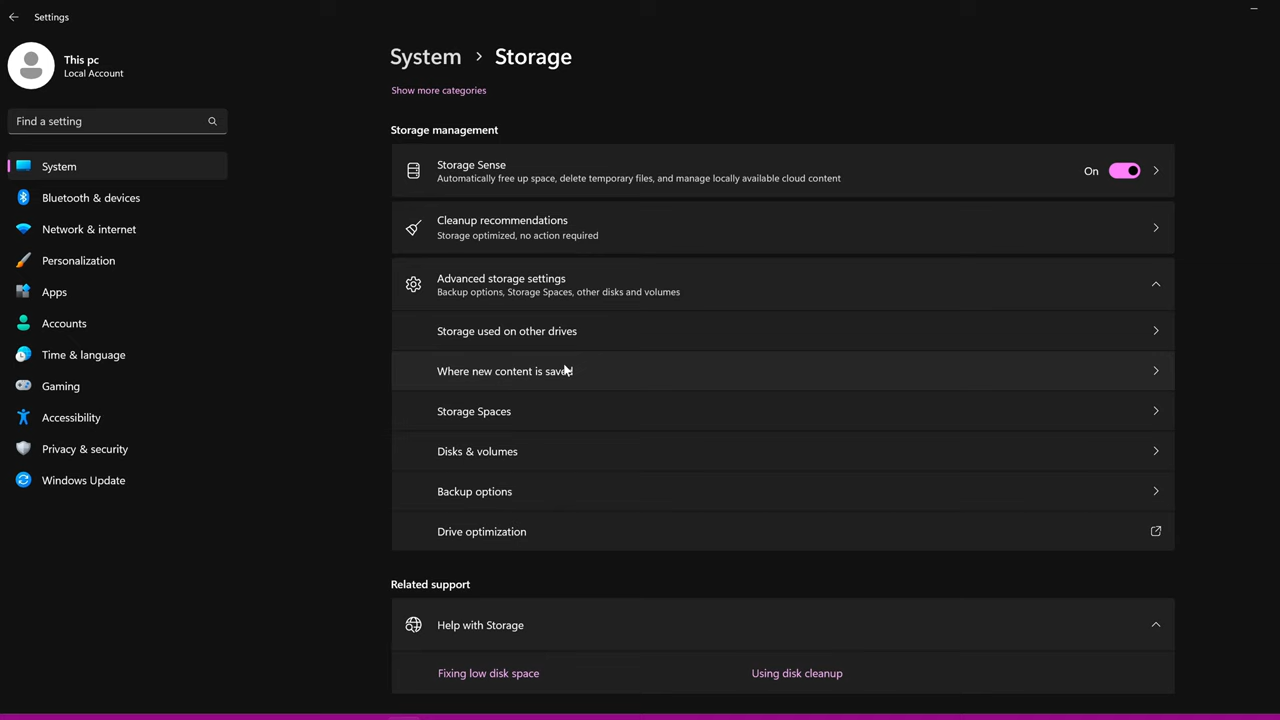 Settings
This pc
Local Account
Find a setting
System
Bluetooth & devices
Network & internet
Personalization
Apps
Accounts
Time & language
Gaming
Accessibility
Privacy & security
Windows Update
System > Storage
Show more categories
Storage management
Storage Sense
Automatically free up space, delete temporary files, and manage locally available cloud content
On
Cleanup recommendations
Storage optimized, no action required
Advanced storage settings
Backup options, Storage Spaces, other disks and volumes
Storage used on other drives
Where new content is saved
Storage Spaces
Disks & volumes
Backup options
Drive optimization
Related support
Help with Storage
Fixing low disk space
Using disk cleanup